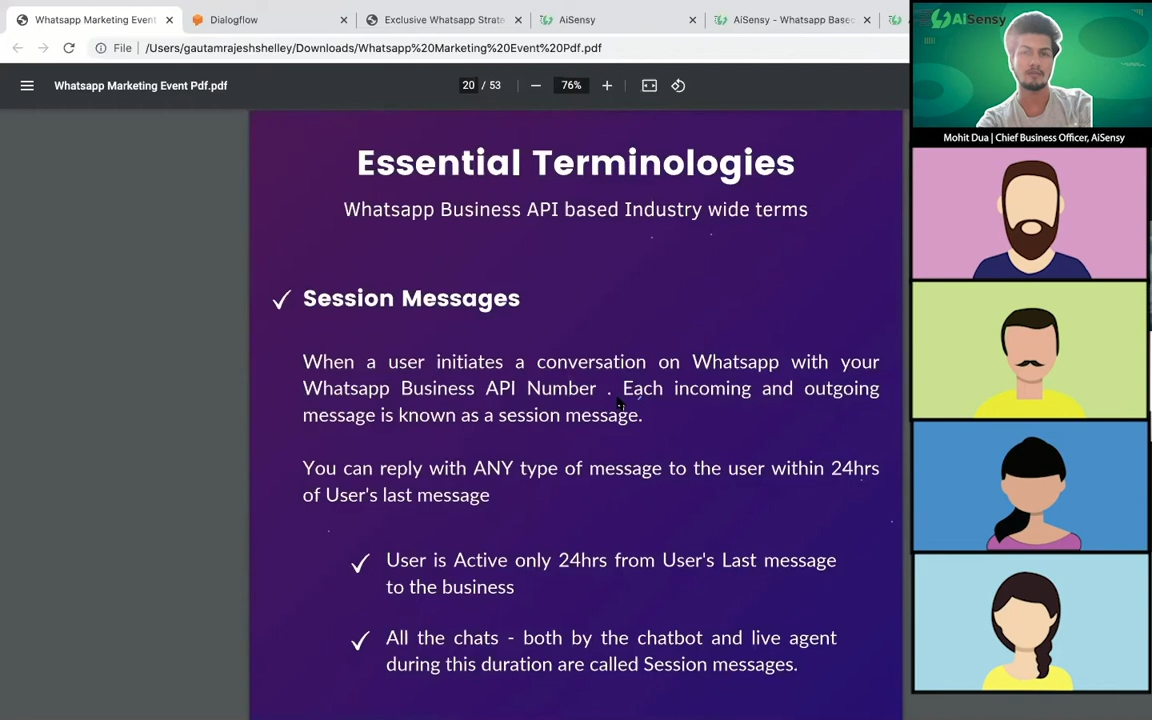 Whatsapp Marketing Event
Dialogflow
Exclusive Whatsapp Strate
AiSensy
AiSensy - Whatsapp Based
File
/Users/gautamrajeshshelley/Downloads/Whatsapp%20Marketing%20Event%20Pdf.pdf
Whatsapp Marketing Event Pdf.pdf
20 / 53
76%
AiSensy
Mohit Dua | Chief Business Officer, AiSensy
Essential Terminologies
Whatsapp Business API based Industry wide terms
Session Messages
When a user initiates a conversation on Whatsapp with your
Whatsapp Business API Number . Each incoming and outgoing
message is known as a session message.
You can reply with ANY type of message to the user within 24hrs
of User's last message
User is Active only 24hrs from User's Last message
to the business
All the chats - both by the chatbot and live agent
during this duration are called Session messages.